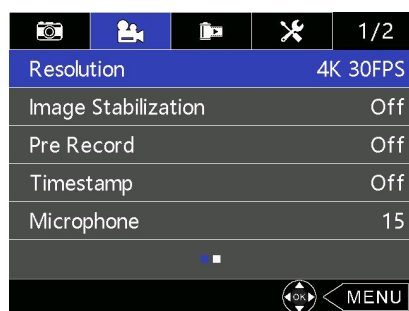 1/2
Resolution 4K 30FPS
Image Stabilization Off
Pre Record Off
Timestamp Off
Microphone 15
OK MENU